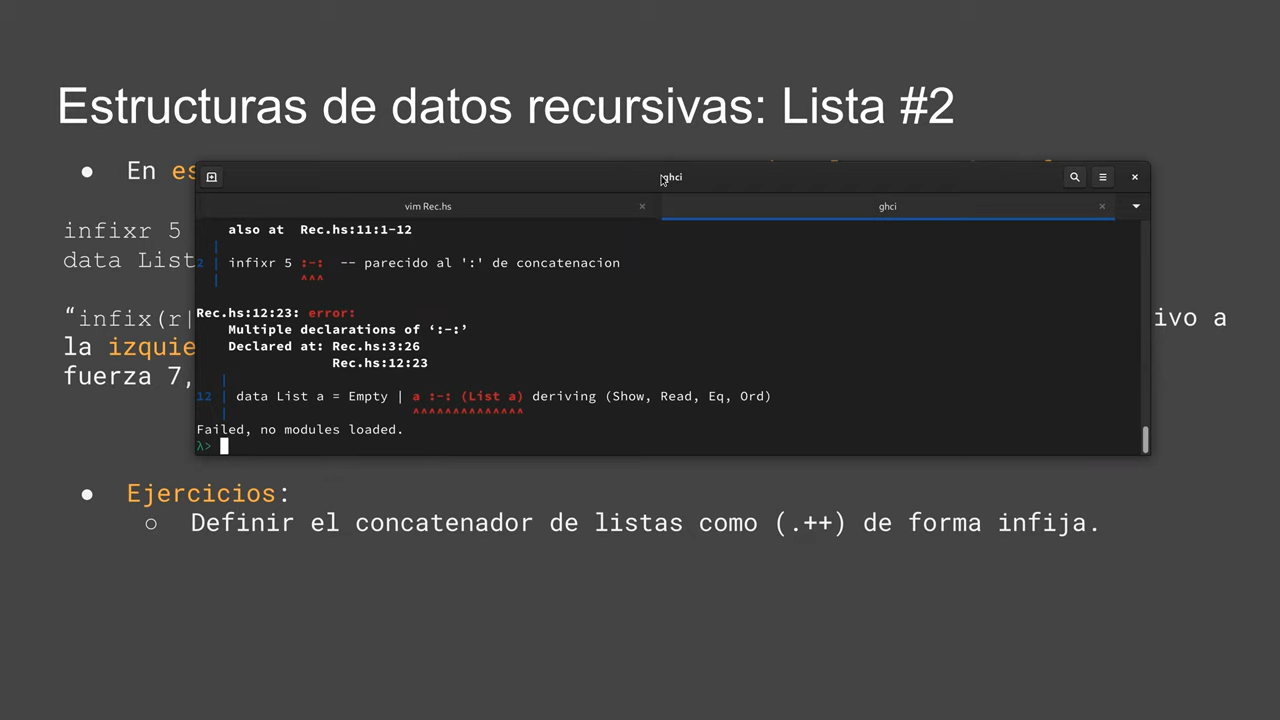 Estructuras de datos recursivas: Lista #2
● En es
ghci
vim Rec.hs
ghci
infixr 5
data List
"infix(r|
ivo a
la izquie
fuerza 7,
also at  Rec.hs:11:1-12
|
2 | infixr 5 :-:  -- parecido al ':' de concatenacion
| ^^^
Rec.hs:12:23: error:
Multiple declarations of ‘:-:’
Declared at: Rec.hs:3:26
Rec.hs:12:23
|
12 | data List a = Empty | a :-: (List a) deriving (Show, Read, Eq, Ord)
| ^^^^^^^^^^^^^^
Failed, no modules loaded.
λ>
● Ejercicios:
○ Definir el concatenador de listas como (.++) de forma infija.